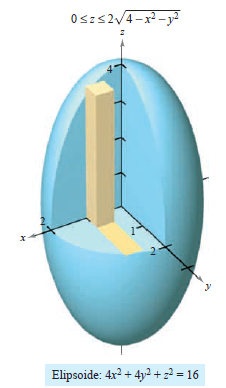 0 ≤ z ≤ 2√4 – x² – y²
z
4
2
x
1
2
y
Elipsoide: 4x² + 4y² + z² = 16